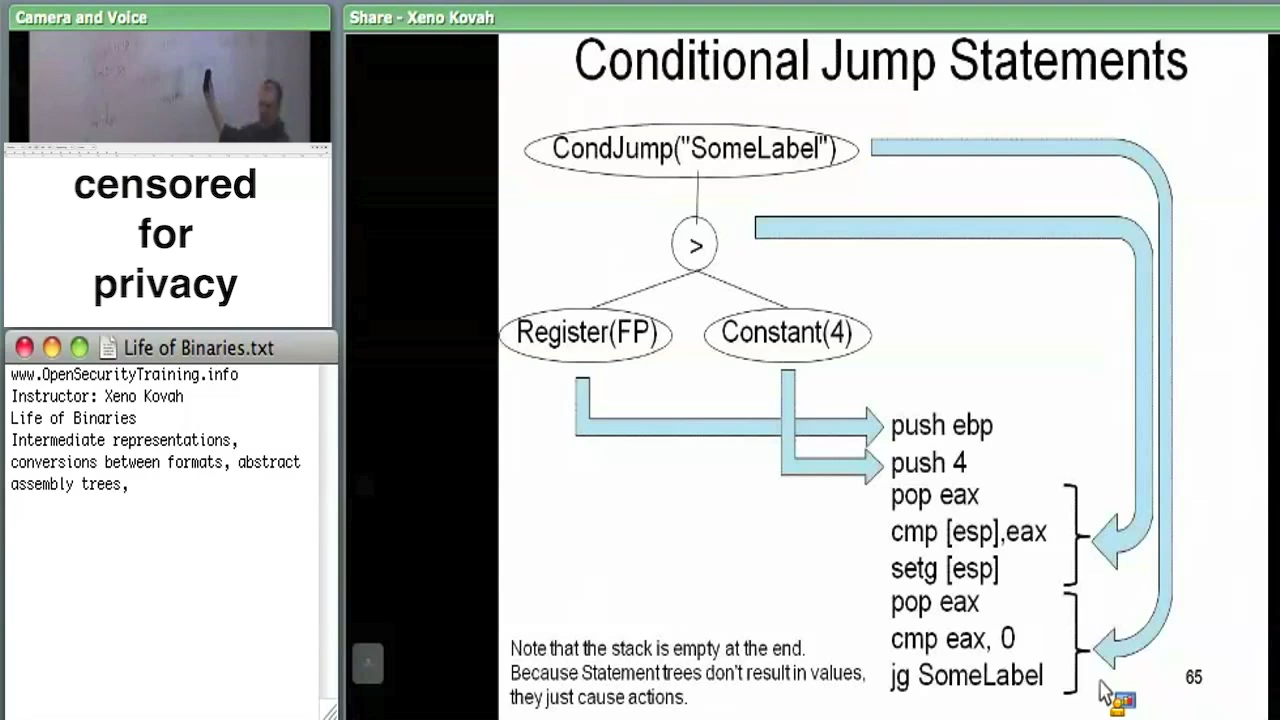 Camera and Voice
censored
for
privacy
Life of Binaries.txt
www.OpenSecurityTraining.info
Instructor: Xeno Kovah
Life of Binaries
Intermediate representations,
conversions between formats, abstract
assembly trees,
Share - Xeno Kovah
Conditional Jump Statements
CondJump("SomeLabel")
>
Register(FP)
Constant(4)
push ebp
push 4
pop eax
cmp [esp],eax
setg [esp]
pop eax
cmp eax, 0
jg SomeLabel
Note that the stack is empty at the end.
Because Statement trees don't result in values,
they just cause actions.
65